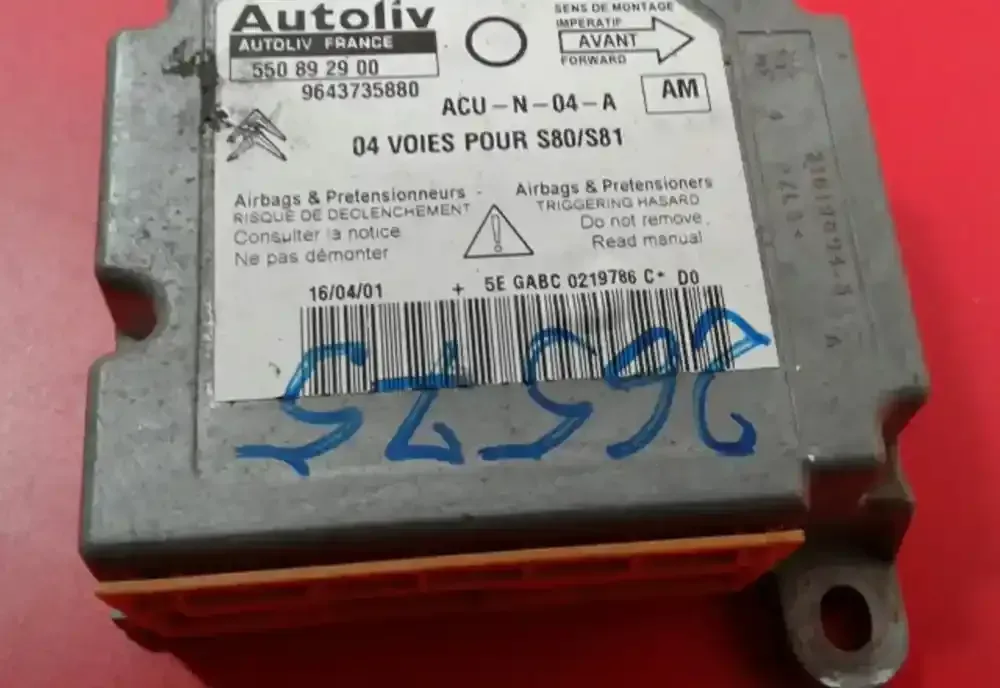 Autoliv
AUTOLIV FRANCE
550 89 29 00
9643735880
SENS DE MONTAGE
IMPERATIF
AVANT
FORWARD
ACU-N-04-A
AM
04 VOIES POUR S80/S81
Airbags & Pretensionneurs -
RISQUE DE DECLENCHEMENT
Consulter la notice
Ne pas démonter
Airbags & Pretensioners
TRIGGERING HASARD
Do not remove.
Read manual
16/04/01 + 5E GABC 0219786 C* D0
26575